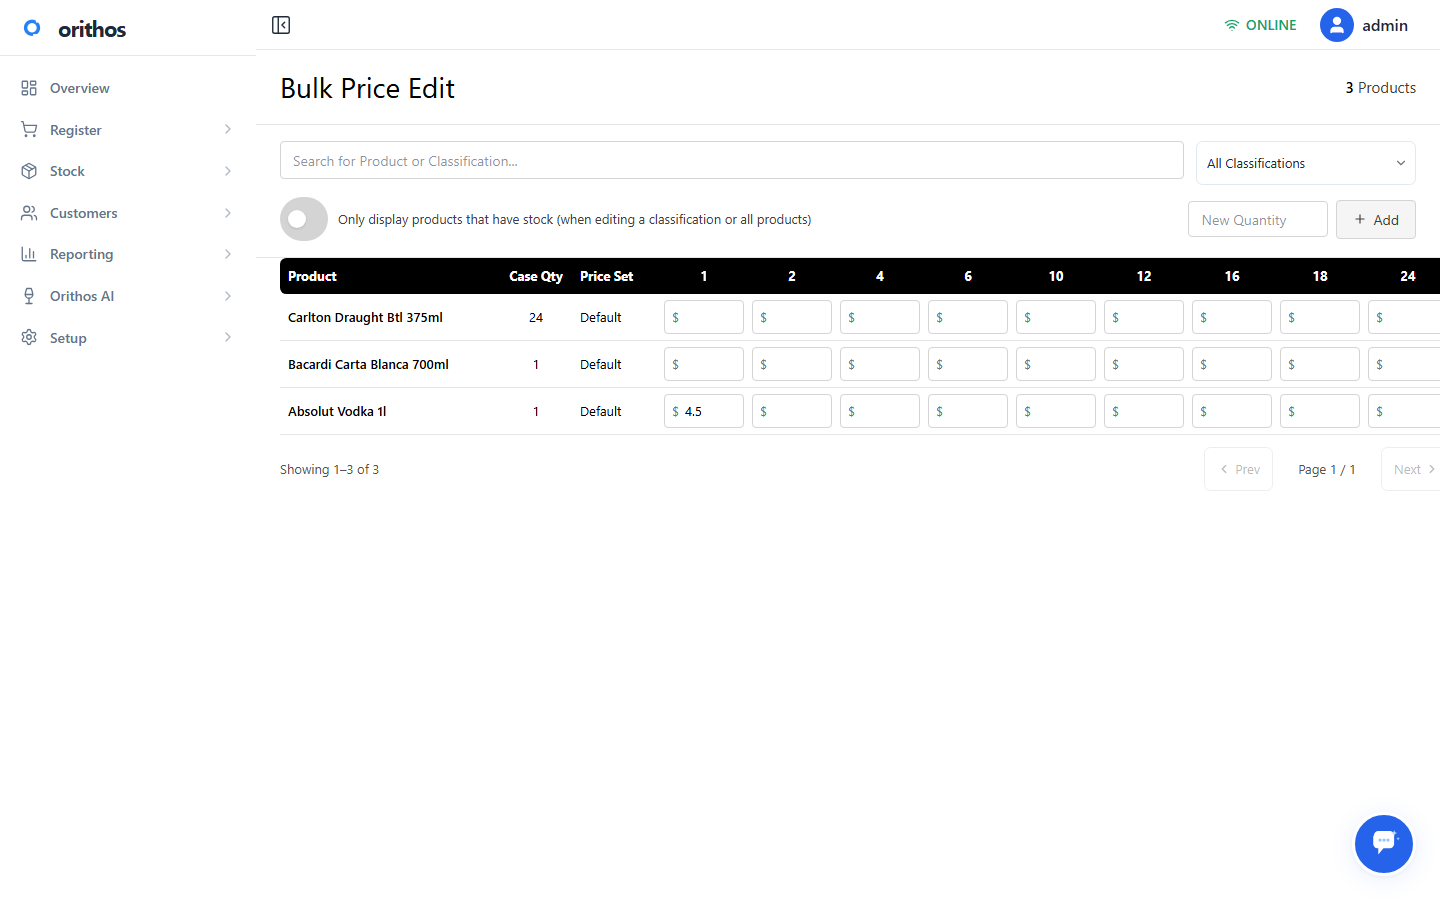 orithos
ONLINE
admin
Overview
Register
Stock
Customers
Reporting
Orithos AI
Setup
Bulk Price Edit
3 Products
Search for Product or Classification...
All Classifications
Only display products that have stock (when editing a classification or all products)
New Quantity
+ Add
Product Case Qty Price Set 1 2 4 6 10 12 16 18 24
Carlton Draught Btl 375ml 24 Default $ $ $ $ $ $ $ $ $
Bacardi Carta Blanca 700ml 1 Default $ $ $ $ $ $ $ $ $
Absolut Vodka 1l 1 Default $ 4.5 $ $ $ $ $ $ $ $
Showing 1–3 of 3
Prev
Page 1 / 1
Next